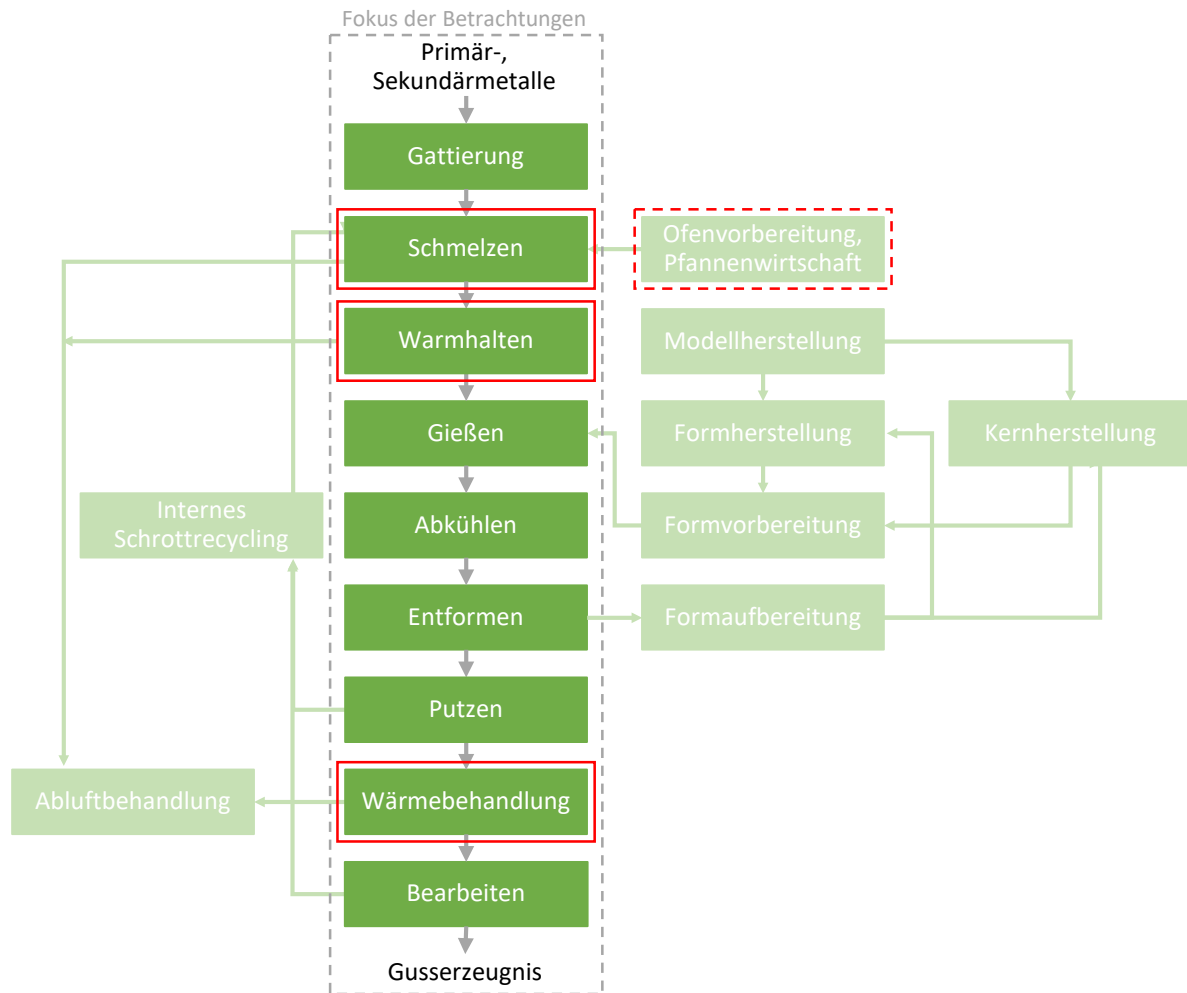 Fokus der Betrachtungen
Primär-,
Sekundärmetalle
Gattierung
Schmelzen
Ofenvorbereitung,
Pfannenwirtschaft
Warmhalten
Modellherstellung
Gießen
Formherstellung
Kernherstellung
Internes
Schrottrecycling
Abkühlen
Formvorbereitung
Entformen
Formaufbereitung
Putzen
Abluftbehandlung
Wärmebehandlung
Bearbeiten
Gusserzeugnis